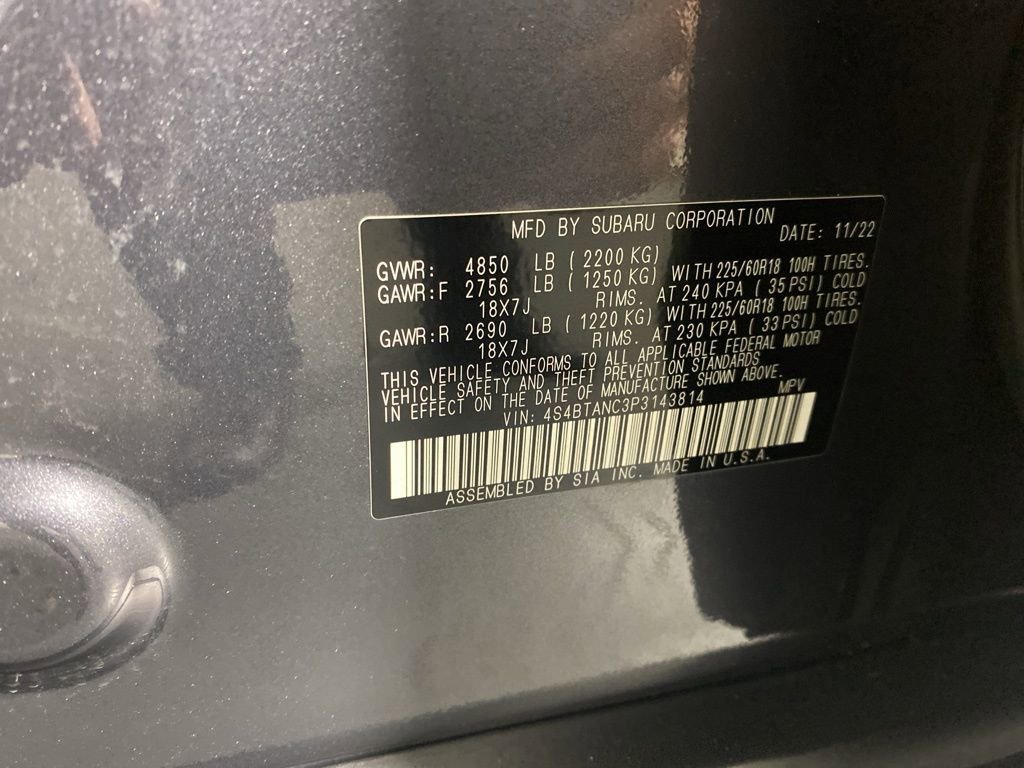 MFD BY SUBARU CORPORATION DATE: 11/22
GVWR: 4850 LB (2200 KG)
GAWR:F 2756 LB (1250 KG) WITH 225/60R18 100H TIRES.
18X7J RIMS. AT 240 KPA (35 PSI) COLD
GAWR:R 2690 LB (1220 KG) WITH 225/60R18 100H TIRES.
18X7J RIMS. AT 230 KPA (33 PSI) COLD
THIS VEHICLE CONFORMS TO ALL APPLICABLE FEDERAL MOTOR
VEHICLE SAFETY AND THEFT PREVENTION STANDARDS
IN EFFECT ON THE DATE OF MANUFACTURE SHOWN ABOVE.
VIN: 4S4BTANC3P3143814 MPV
ASSEMBLED BY SIA INC. MADE IN U.S.A.